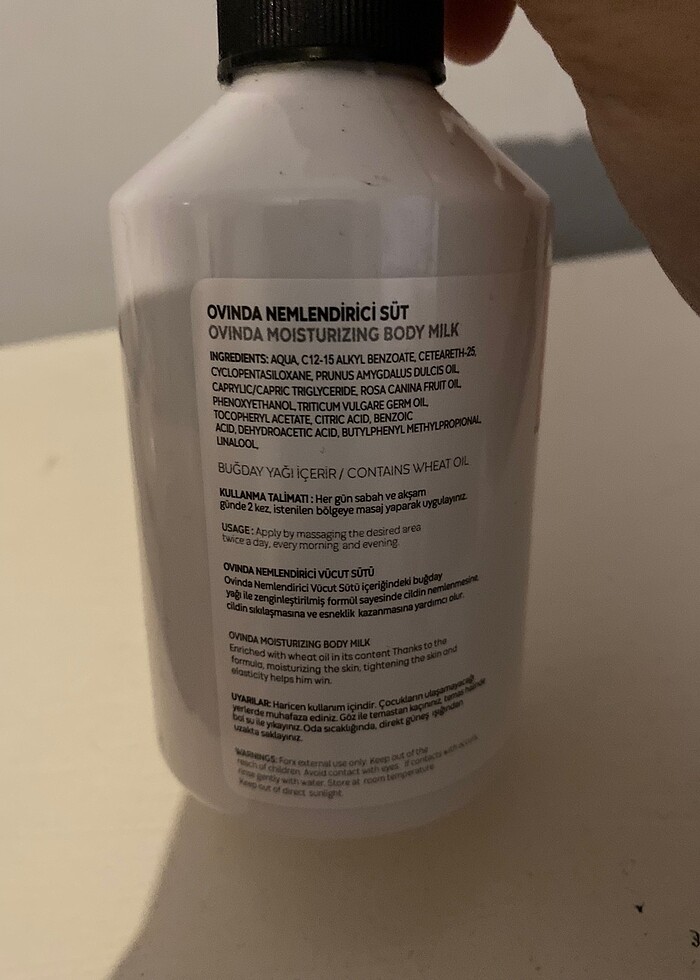 OVINDA NEMLENDİRİCİ SÜT
OVINDA MOISTURIZING BODY MILK
INGREDIENTS: AQUA, C12-15 ALKYL BENZOATE, CETEARETH-25,
CYCLOPENTASILOXANE, PRUNUS AMYGDALUS DULCIS OIL,
CAPRYLIC/CAPRIC TRIGLYCERIDE, ROSA CANINA FRUIT OIL,
PHENOXYETHANOL, TRITICUM VULGARE GERM OIL,
TOCOPHERYL ACETATE, CITRIC ACID, BENZOIC
ACID, DEHYDROACETIC ACID, BUTYLPHENYL METHYLPROPIONAL,
LINALOOL,
BUĞDAY YAĞI İÇERİR / CONTAINS WHEAT OIL
KULLANMA TALİMATI : Her gün sabah ve akşam
günde 2 kez, istenilen bölgeye masaj yaparak uygulayınız.
USAGE : Apply by massaging the desired area
twice a day, every morning and evening.
OVINDA NEMLENDİRİCİ VÜCUT SÜTÜ
Ovinda Nemlendirici Vücut Sütü içeriğindeki buğday
yağı ile zenginleştirilmiş formül sayesinde cildin nemlenmesine,
cildin sıkılaşmasına ve esneklik kazanmasına yardımcı olur.
OVINDA MOISTURIZING BODY MILK
Enriched with wheat oil in its content Thanks to the
formula, moisturizing the skin, tightening the skin and
elasticity helps him win.
UYARILAR: Haricen kullanım içindir. Çocukların ulaşamayacağı
yerlerde muhafaza ediniz. Göz ile temastan kaçınınız, temas halinde
bol su ile yıkayınız. Oda sıcaklığında, direkt güneş ışığından
uzakta saklayınız.
WARNINGS: Forx external use only. Keep out of the
reach of children. Avoid contact with eyes. If contacts with
rinse gently with water. Store at room temperature.
Keep out of direct sunlight.